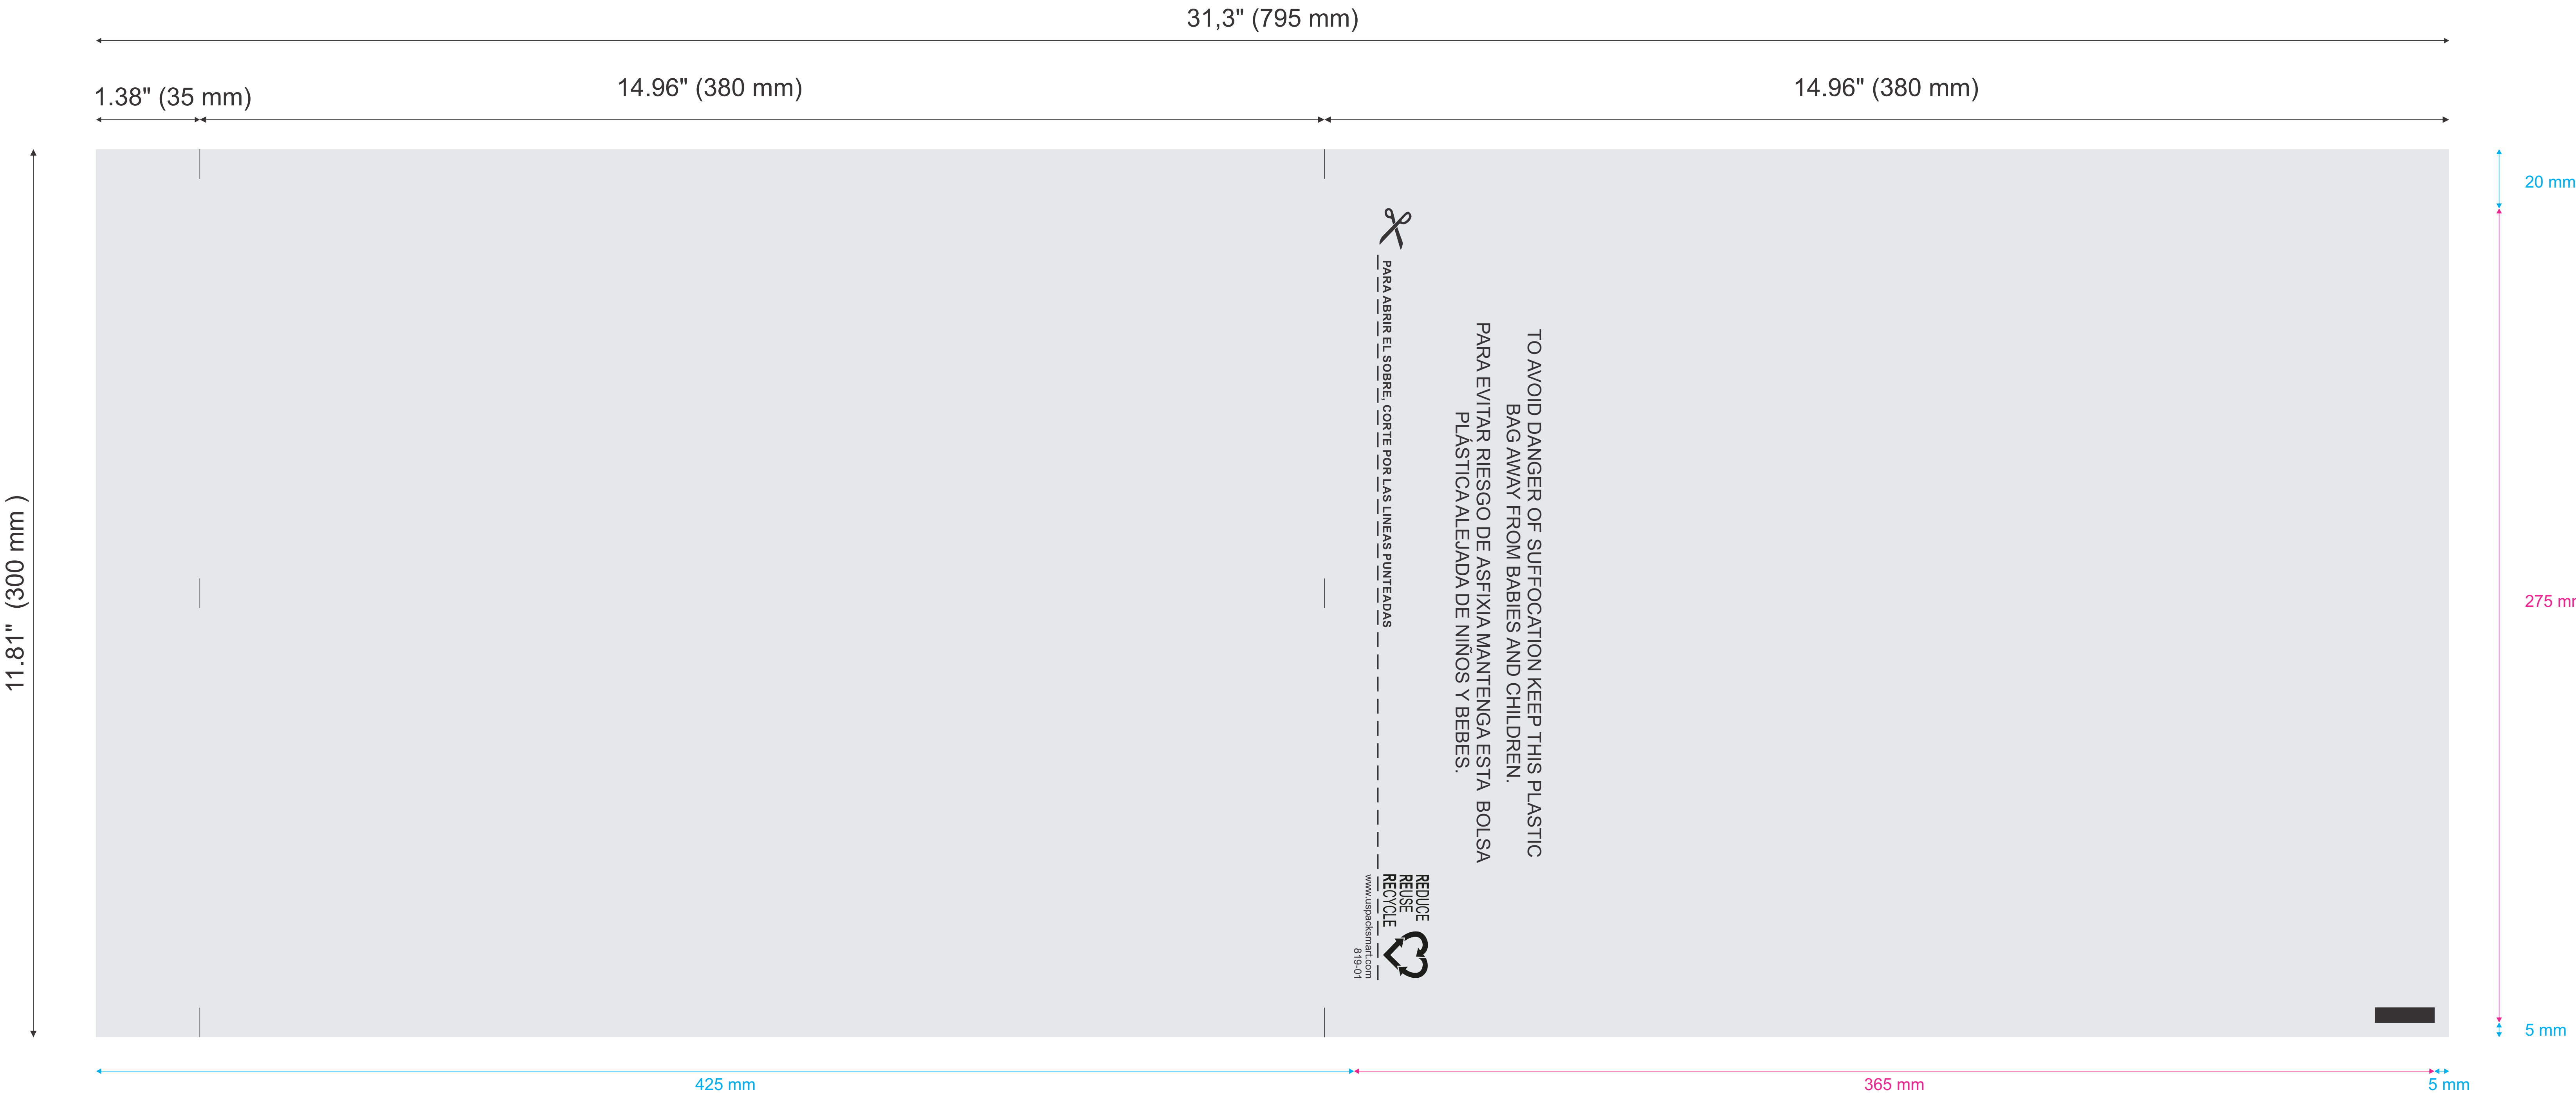 31,3" (795 mm)
1.38" (35 mm)
14.96" (380 mm)
14.96" (380 mm)
11.81" (300 mm )
20 mm
275 mm
5 mm
PARA ABRIR EL SOBRE, CORTE POR LAS LINEAS PUNTEADAS
TO AVOID DANGER OF SUFFOCATION KEEP THIS PLASTIC
BAG AWAY FROM BABIES AND CHILDREN.
PARA EVITAR RIESGO DE ASFIXIA MANTENGA ESTA BOLSA
PLÁSTICA ALEJADA DE NIÑOS Y BEBES.
REDUCE
REUSE
RECYCLE
www.uspacksmart.com
819-01
425 mm
365 mm
5 mm